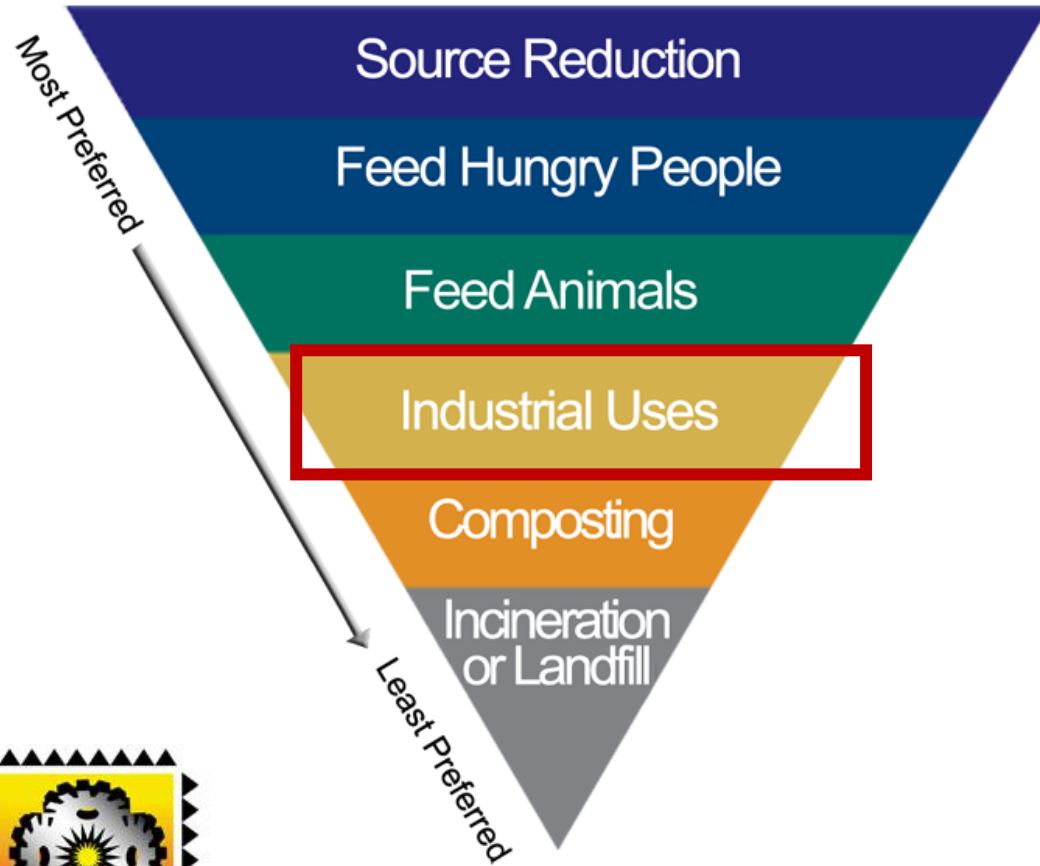 Most Preferred
Source Reduction
Feed Hungry People
Feed Animals
Industrial Uses
Composting
Incineration
or Landfill
Least Preferred